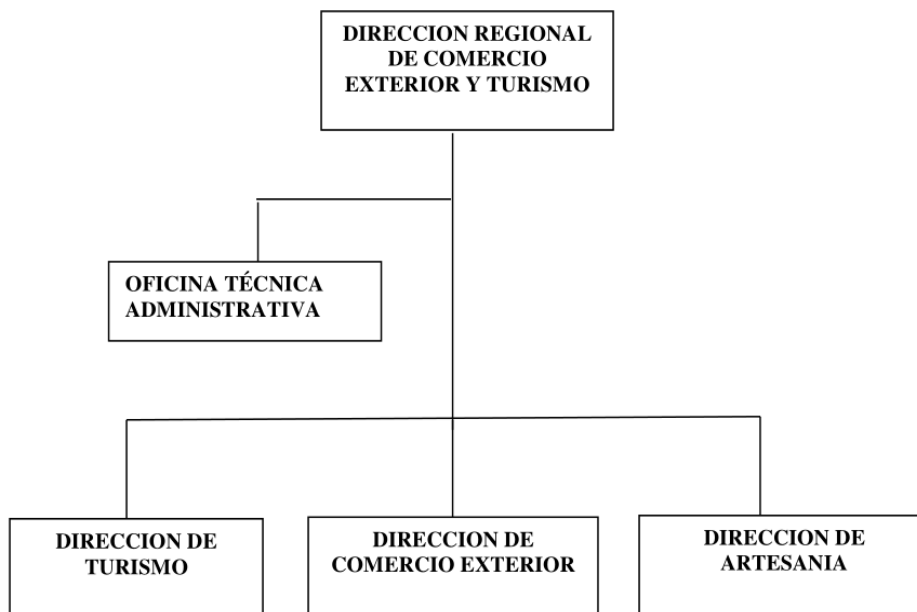 DIRECCION REGIONAL
DE COMERCIO
EXTERIOR Y TURISMO
OFICINA TÉCNICA
ADMINISTRATIVA
DIRECCION DE
TURISMO
DIRECCION DE
COMERCIO EXTERIOR
DIRECCION DE
ARTESANIA